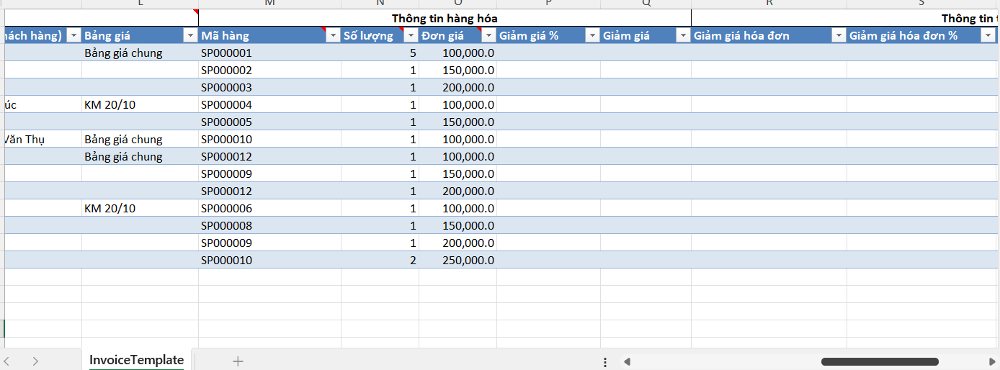 L M N O P Q R S
Thông tin hàng hóa Thông tin t
hách hàng) Bảng giá Mã hàng Số lượng Đơn giá Giảm giá % Giảm giá Giảm giá hóa đơn Giảm giá hóa đơn %
Bảng giá chung SP000001 5 100,000.0
SP000002 1 150,000.0
SP000003 1 200,000.0
úc KM 20/10 SP000004 1 100,000.0
SP000005 1 150,000.0
Văn Thụ Bảng giá chung SP000010 1 100,000.0
Bảng giá chung SP000012 1 100,000.0
SP000009 1 150,000.0
SP000012 1 200,000.0
KM 20/10 SP000006 1 100,000.0
SP000008 1 150,000.0
SP000009 1 200,000.0
SP000010 2 250,000.0
InvoiceTemplate